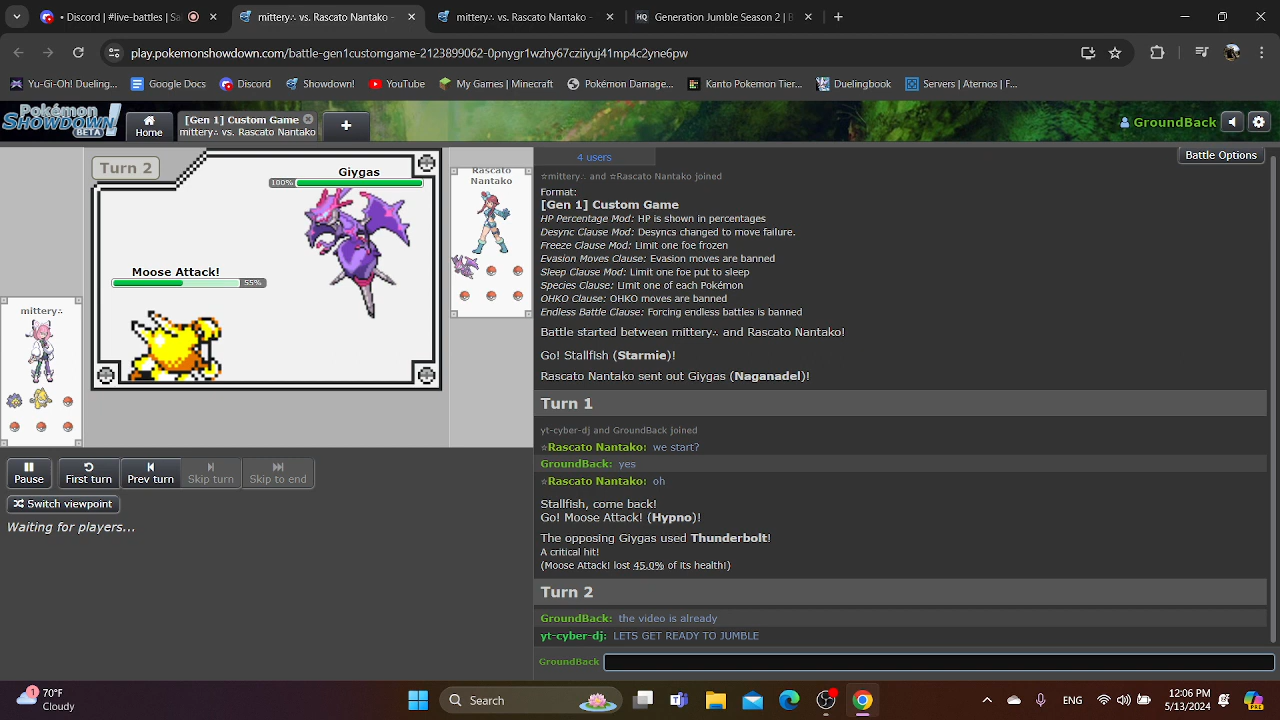 Discord | #live-battles | Sa
mittery∴ vs. Rascato Nantako -
mittery∴ vs. Rascato Nantako -
HQ Generation Jumble Season 2 | B
play.pokemonshowdown.com/battle-gen1customgame-2123899062-0pnygr1wzhy67cziiyuj41mp4c2yne6pw
Yu-Gi-Oh! Dueling...
Google Docs
Discord
Showdown!
YouTube
My Games | Minecraft
Pokémon Damage...
Kanto Pokemon Tier...
Duelingbook
Servers | Aternos | F...
Pokémon
Showdown!
BETA
Home
[Gen 1] Custom Game
mittery∴ vs. Rascato Nantako
GroundBack
Turn 2
Giygas
100%
Moose Attack!
55%
Rascato
Nantako
mittery∴
Pause
First turn
Prev turn
Skip turn
Skip to end
Switch viewpoint
Waiting for players...
4 users
Battle Options
☆mittery∴ and ☆Rascato Nantako joined
Format:
[Gen 1] Custom Game
HP Percentage Mod: HP is shown in percentages
Desync Clause Mod: Desyncs changed to move failure.
Freeze Clause Mod: Limit one foe frozen
Evasion Moves Clause: Evasion moves are banned
Sleep Clause Mod: Limit one foe put to sleep
Species Clause: Limit one of each Pokémon
OHKO Clause: OHKO moves are banned
Endless Battle Clause: Forcing endless battles is banned
Battle started between mittery∴ and Rascato Nantako!
Go! Stallfish (Starmie)!
Rascato Nantako sent out Giygas (Naganadel)!
Turn 1
yt-cyber-dj and GroundBack joined
☆Rascato Nantako: we start?
GroundBack: yes
☆Rascato Nantako: oh
Stallfish, come back!
Go! Moose Attack! (Hypno)!
The opposing Giygas used Thunderbolt!
A critical hit!
(Moose Attack! lost 45.0% of its health!)
Turn 2
GroundBack: the video is already
yt-cyber-dj: LETS GET READY TO JUMBLE
GroundBack
1
70°F
Cloudy
Search
ENG
12:06 PM
5/13/2024
PRE